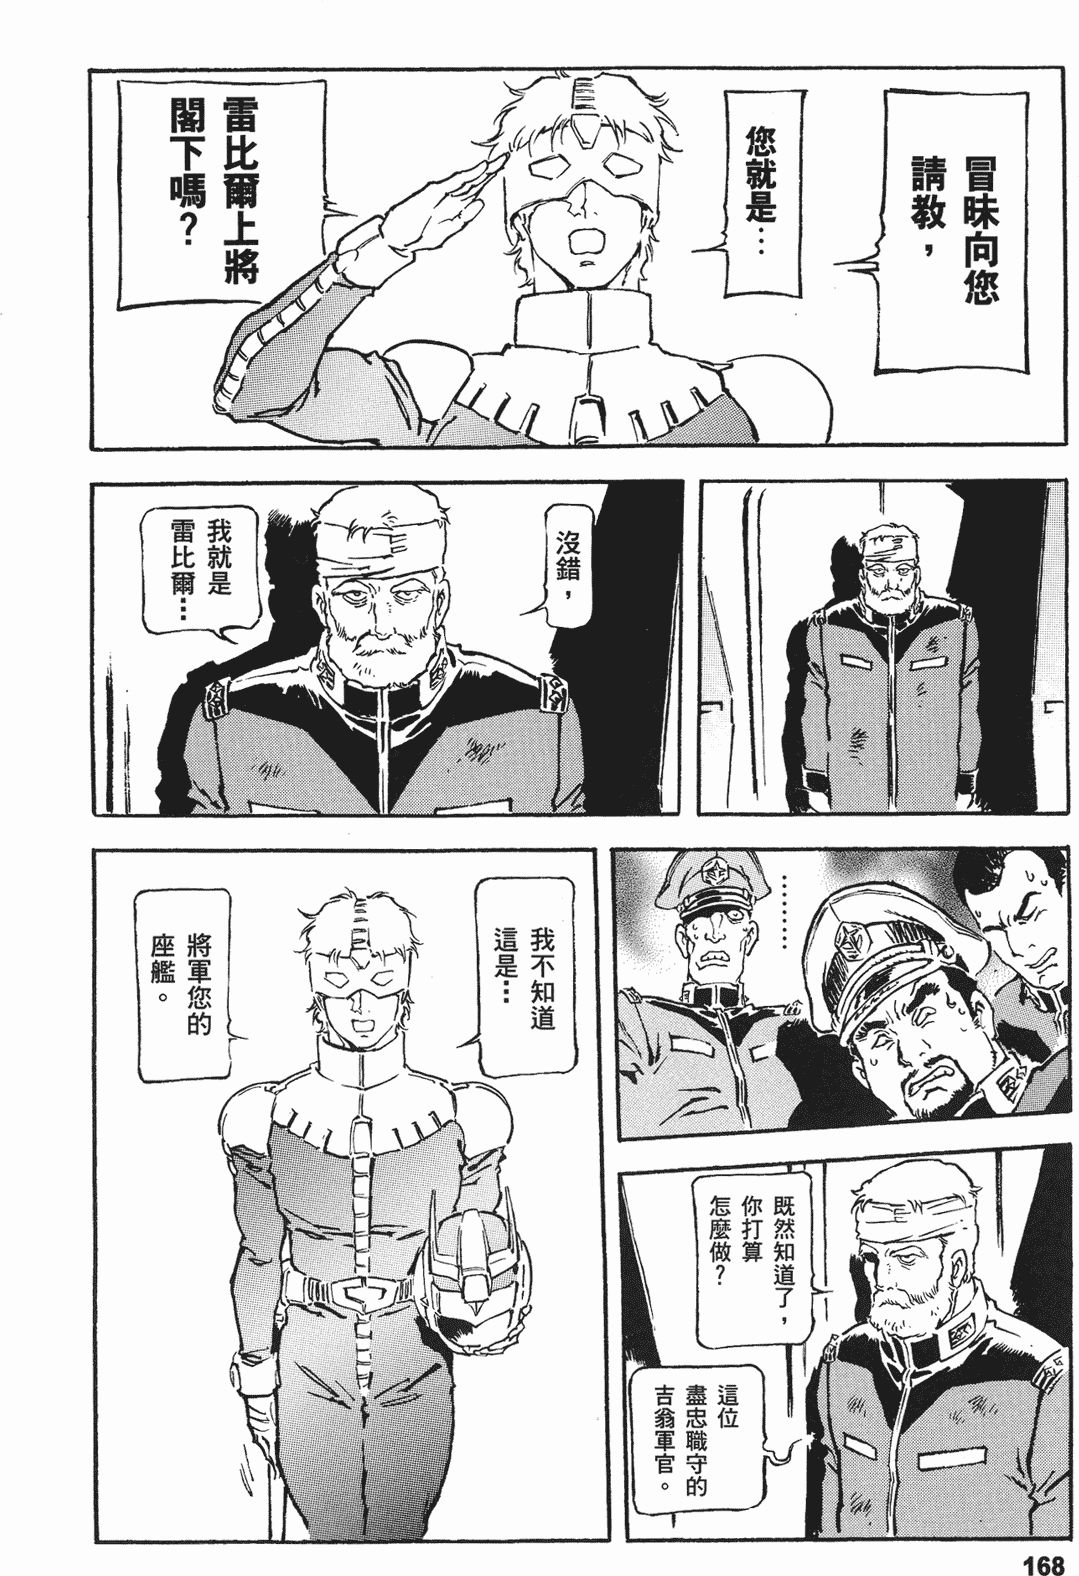 冒昧向您
請教，
您就是…
雷比爾上將
閣下嗎？
沒錯，
我就是
雷比爾…
………
既然知道了，
你打算
怎麼做？
這位
盡忠職守的
吉翁軍官。
我不知道
這是…
將軍您的
座艦。
168